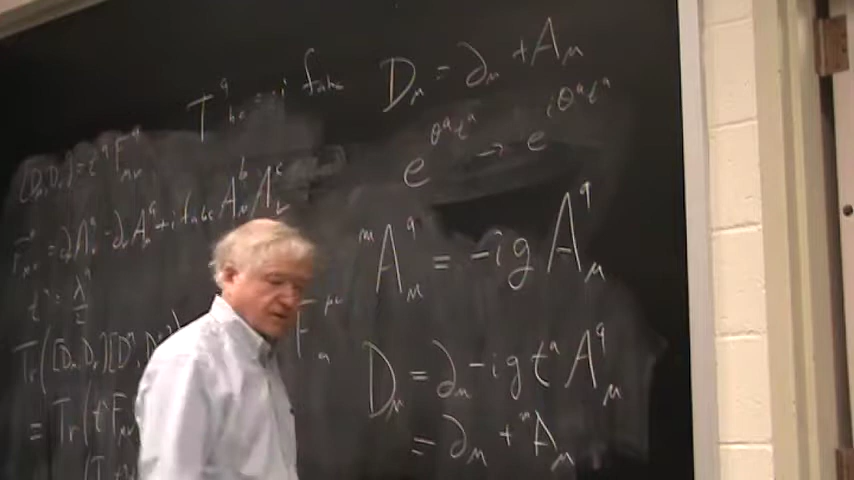 T^a_{bc} = i f_{abc}
D_μ = ∂_μ + A_μ
e^{θ^a t^a} → e^{iθ^a t^a}
[D_μ, D_ν] = t^a F^a_{μν}
F^a_{μν} = ∂_μ A^a_ν - ∂_ν A^a_μ + i f_{abc} A^b_μ A^c_ν
^m A^a_μ = -ig A^a_μ
t^a = λ^a/2
Tr([D_μ, D_ν][D^μ, D^ν])
D_μ = ∂_μ - ig t^a A^a_μ
= Tr(t^a F_{μν}
= ∂_μ + ^m A_μ